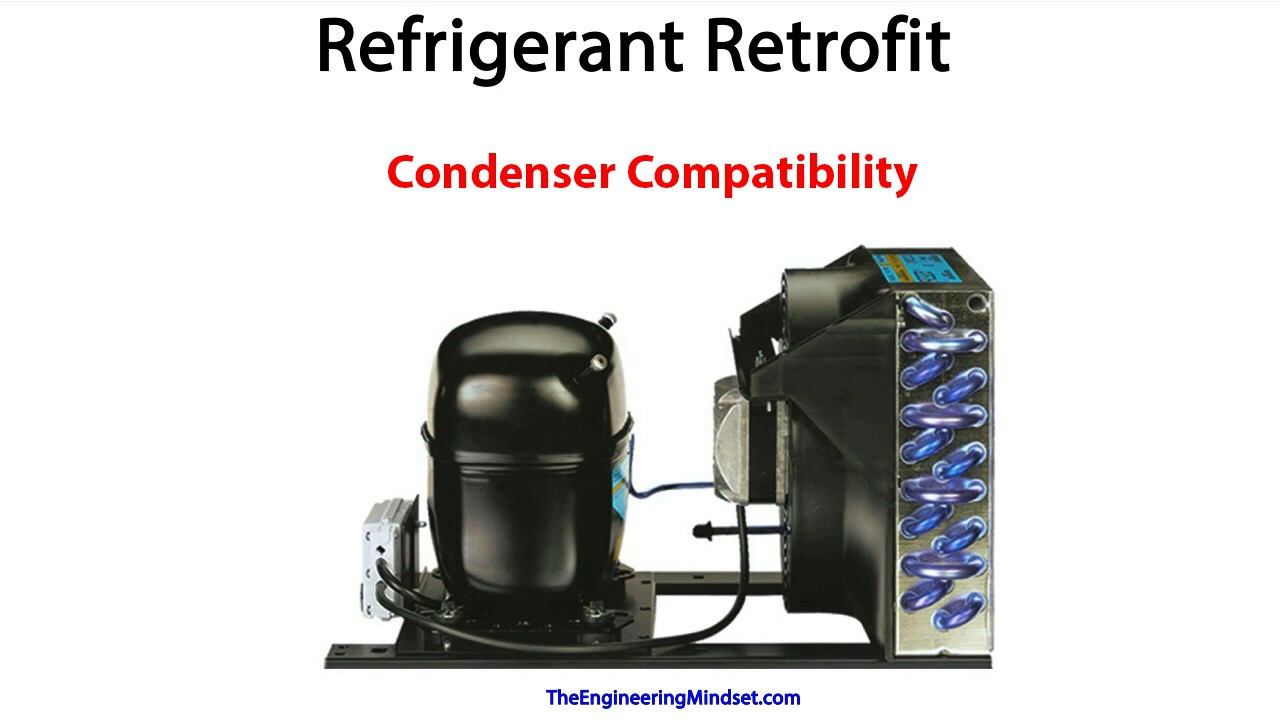 Refrigerant Retrofit
Condenser Compatibility
TheEngineeringMindset.com